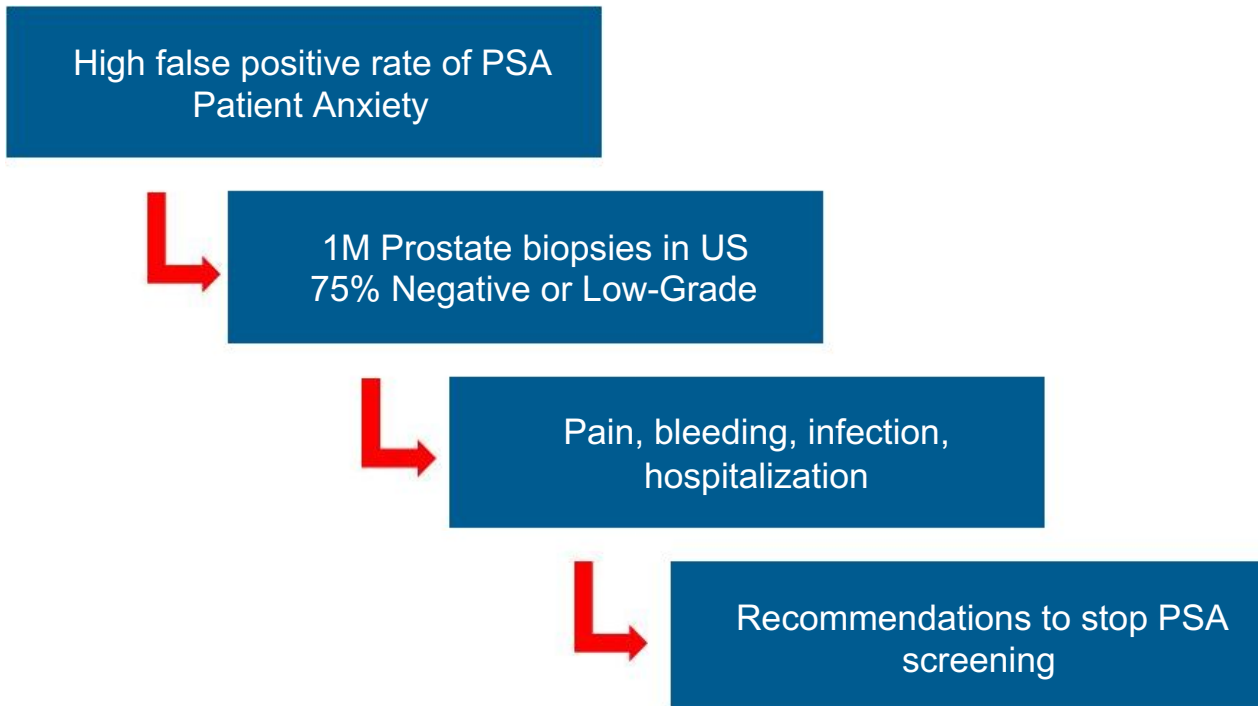 High false positive rate of PSA
Patient Anxiety
1M Prostate biopsies in US
75% Negative or Low-Grade
Pain, bleeding, infection,
hospitalization
Recommendations to stop PSA
screening